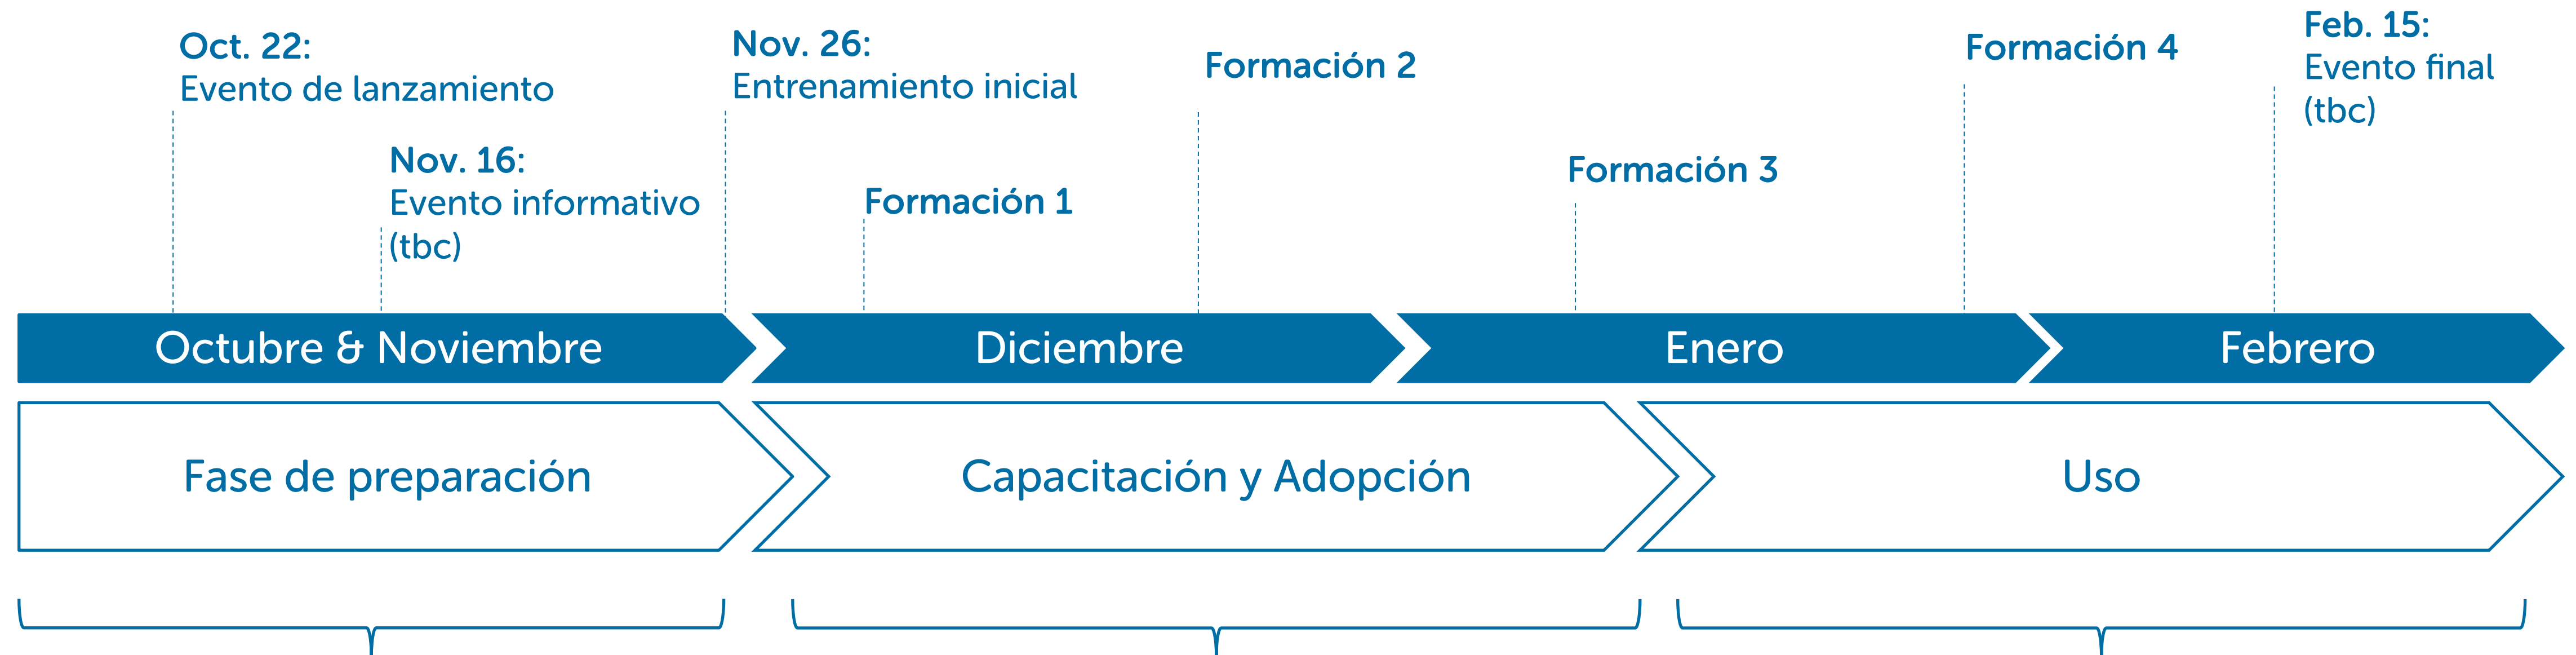 Oct. 22:
Evento de lanzamiento
Nov. 16:
Evento informativo
(tbc)
Nov. 26:
Entrenamiento inicial
Formación 1
Formación 2
Formación 3
Formación 4
Feb. 15:
Evento final
(tbc)
Octubre & Noviembre
Diciembre
Enero
Febrero
Fase de preparación
Capacitación y Adopción
Uso